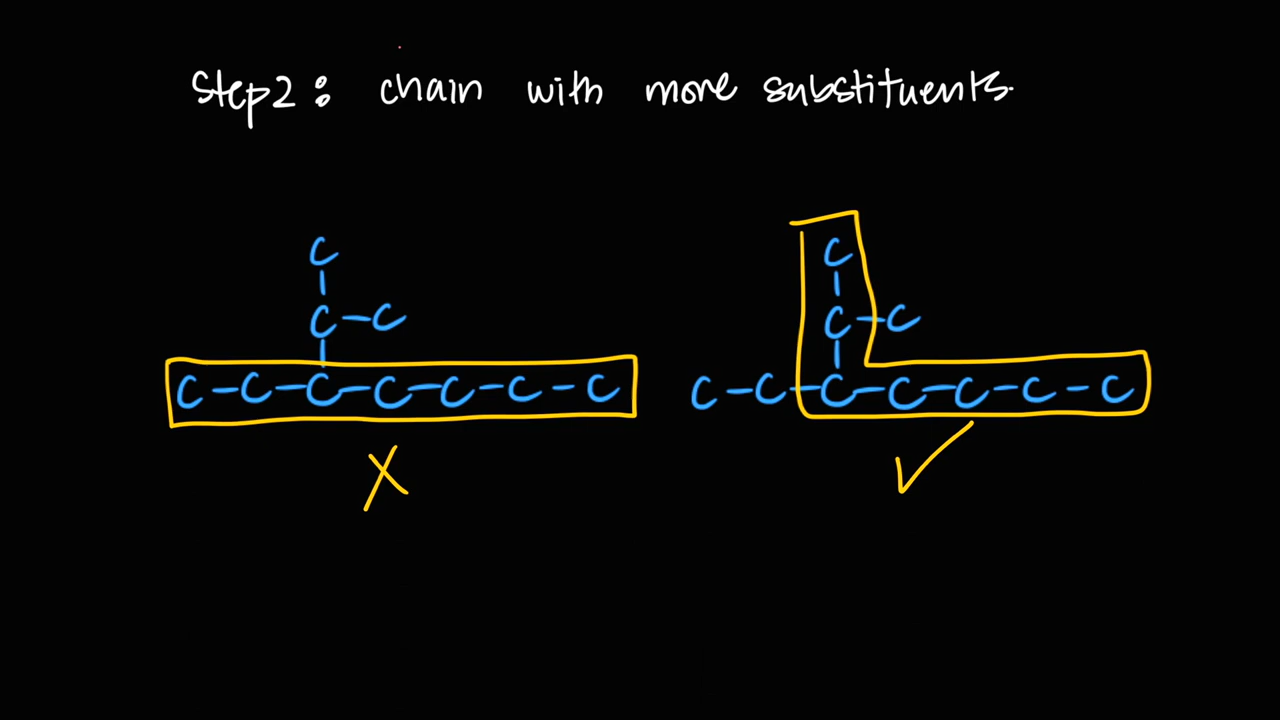 Step2: chain with more substituents.
C C
C-C C-C
C-C-C-C-C-C-C C-C-C-C-C-C-C
X ✓